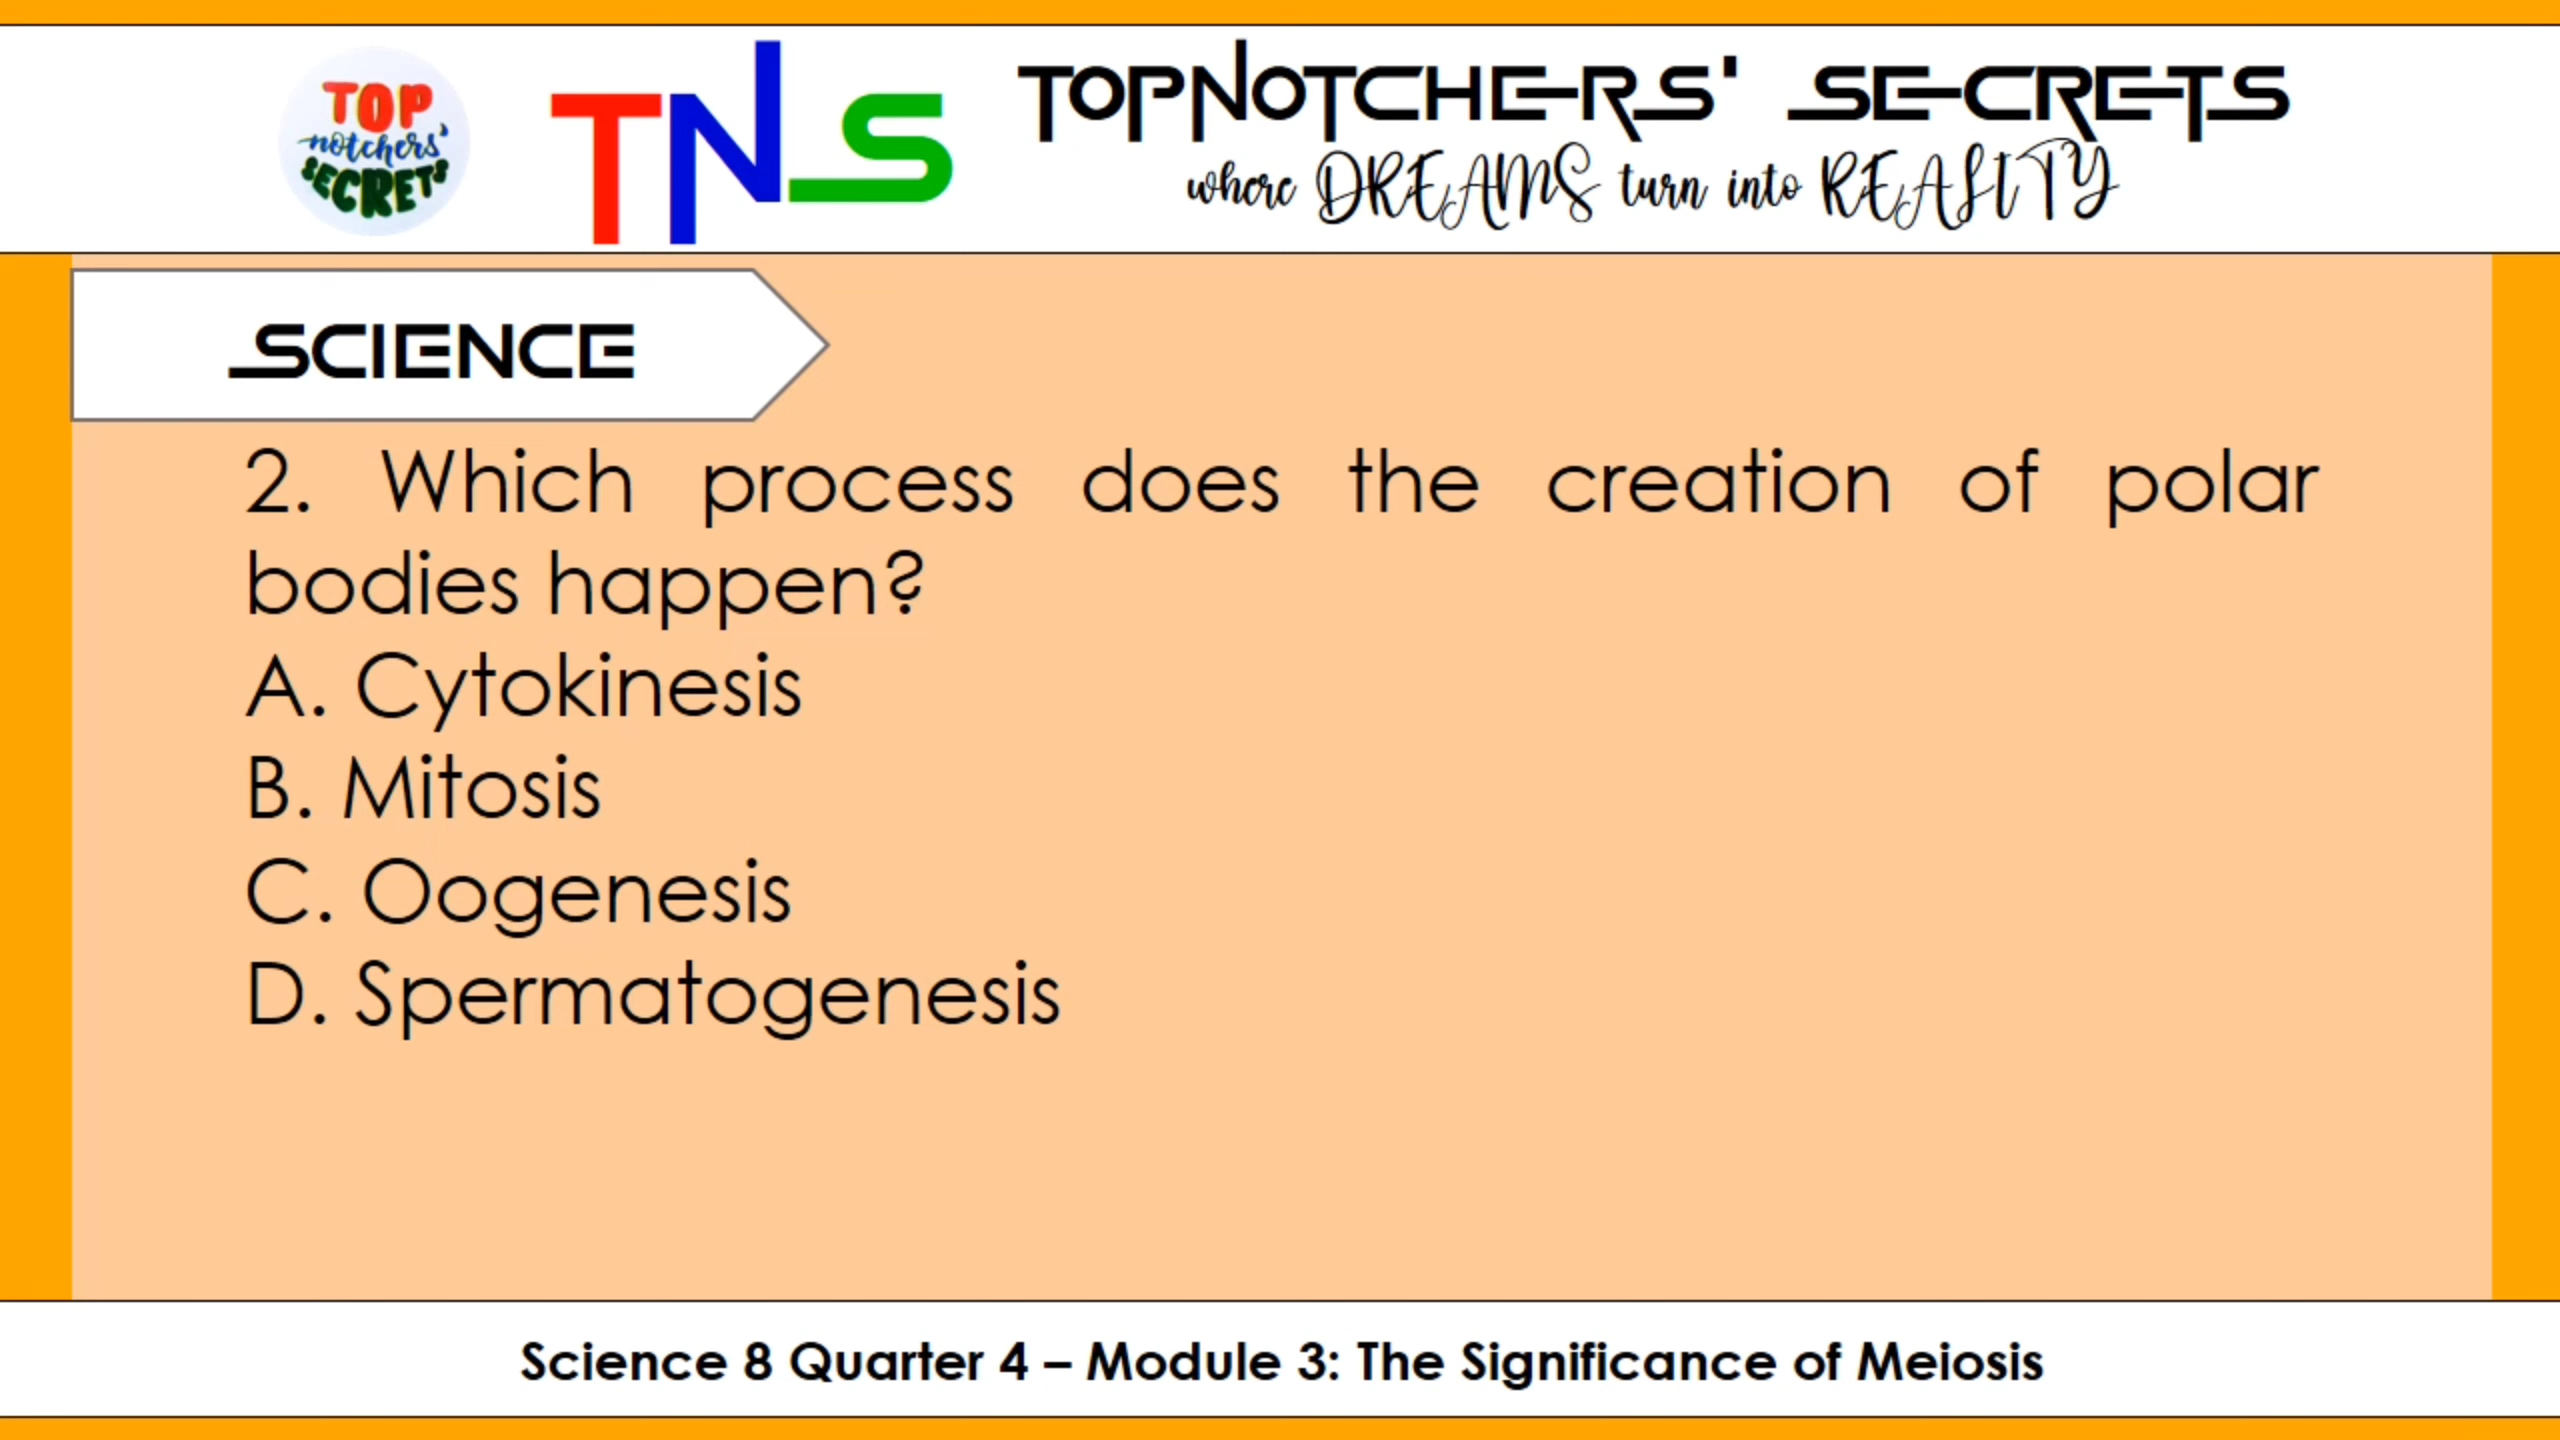 TOP
notchers'
SECRETS
TNS
TOPNOTCHERS' SECRETS
where DREAMS turn into REALITY
SCIENCE
2. Which process does the creation of polar
bodies happen?
A. Cytokinesis
B. Mitosis
C. Oogenesis
D. Spermatogenesis
Science 8 Quarter 4 – Module 3: The Significance of Meiosis